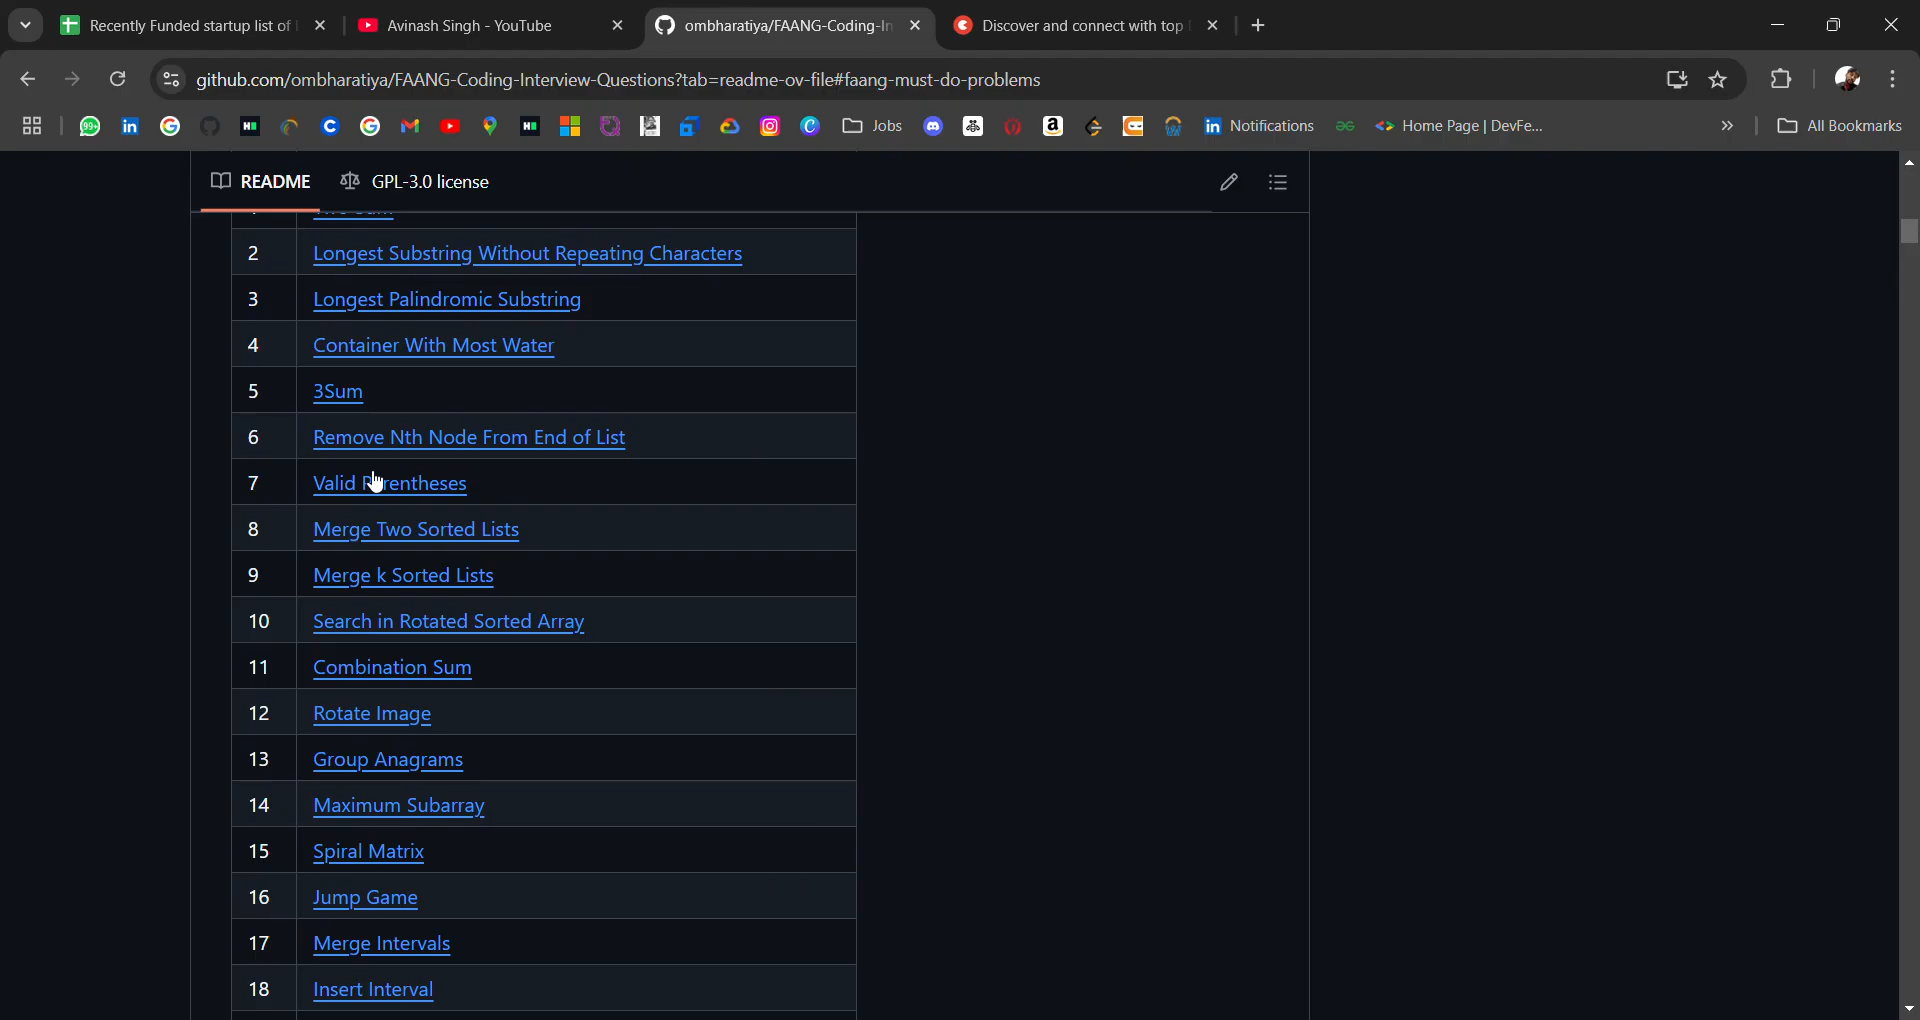 Recently Funded startup list of
Avinash Singh - YouTube
ombharatiya/FAANG-Coding-In
Discover and connect with top
github.com/ombharatiya/FAANG-Coding-Interview-Questions?tab=readme-ov-file#faang-must-do-problems
99+
Jobs
Notifications
Home Page | DevFe...
All Bookmarks
README
GPL-3.0 license
2 Longest Substring Without Repeating Characters
3 Longest Palindromic Substring
4 Container With Most Water
5 3Sum
6 Remove Nth Node From End of List
7 Valid Parentheses
8 Merge Two Sorted Lists
9 Merge k Sorted Lists
10 Search in Rotated Sorted Array
11 Combination Sum
12 Rotate Image
13 Group Anagrams
14 Maximum Subarray
15 Spiral Matrix
16 Jump Game
17 Merge Intervals
18 Insert Interval